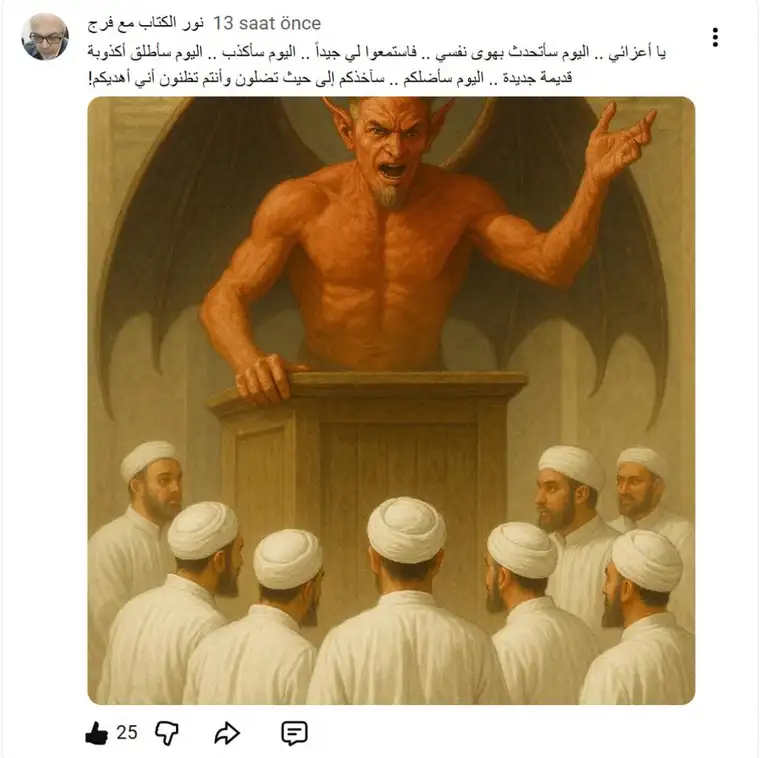 نور الكتاب مع فرج 13 saat önce
يا أعزائي .. اليوم سأتحدث بهوى نفسي .. فاستمعوا لي جيداً .. اليوم سأكذب .. اليوم سأطلق أكذوبة
قديمة جديدة .. اليوم سأضلكم .. سآخذكم إلى حيث تضلون وأنتم تظنون أني أهديكم!
25